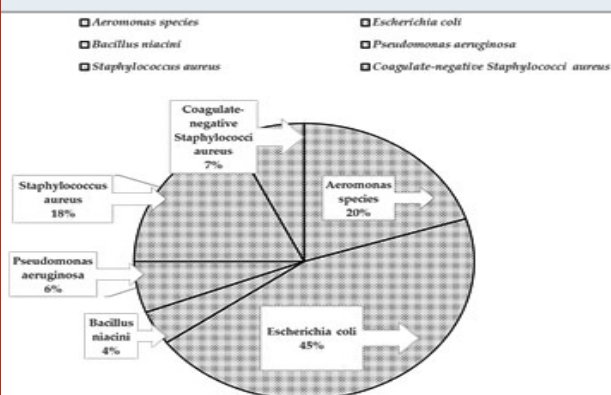 Aeromonas species
Escherichia coli
Bacillus niacini
Pseudomonas aeruginosa
Staphylococcus aureus
Coagulate-negative Staphylococci aureus
Coagulate-
negative
Staphylococci
aureus
7%
Staphylococcus
aureus
18%
Aeromonas
species
20%
Pseudomonas
aeruginosa
6%
Bacillus
niacini
4%
Escherichia coli
45%